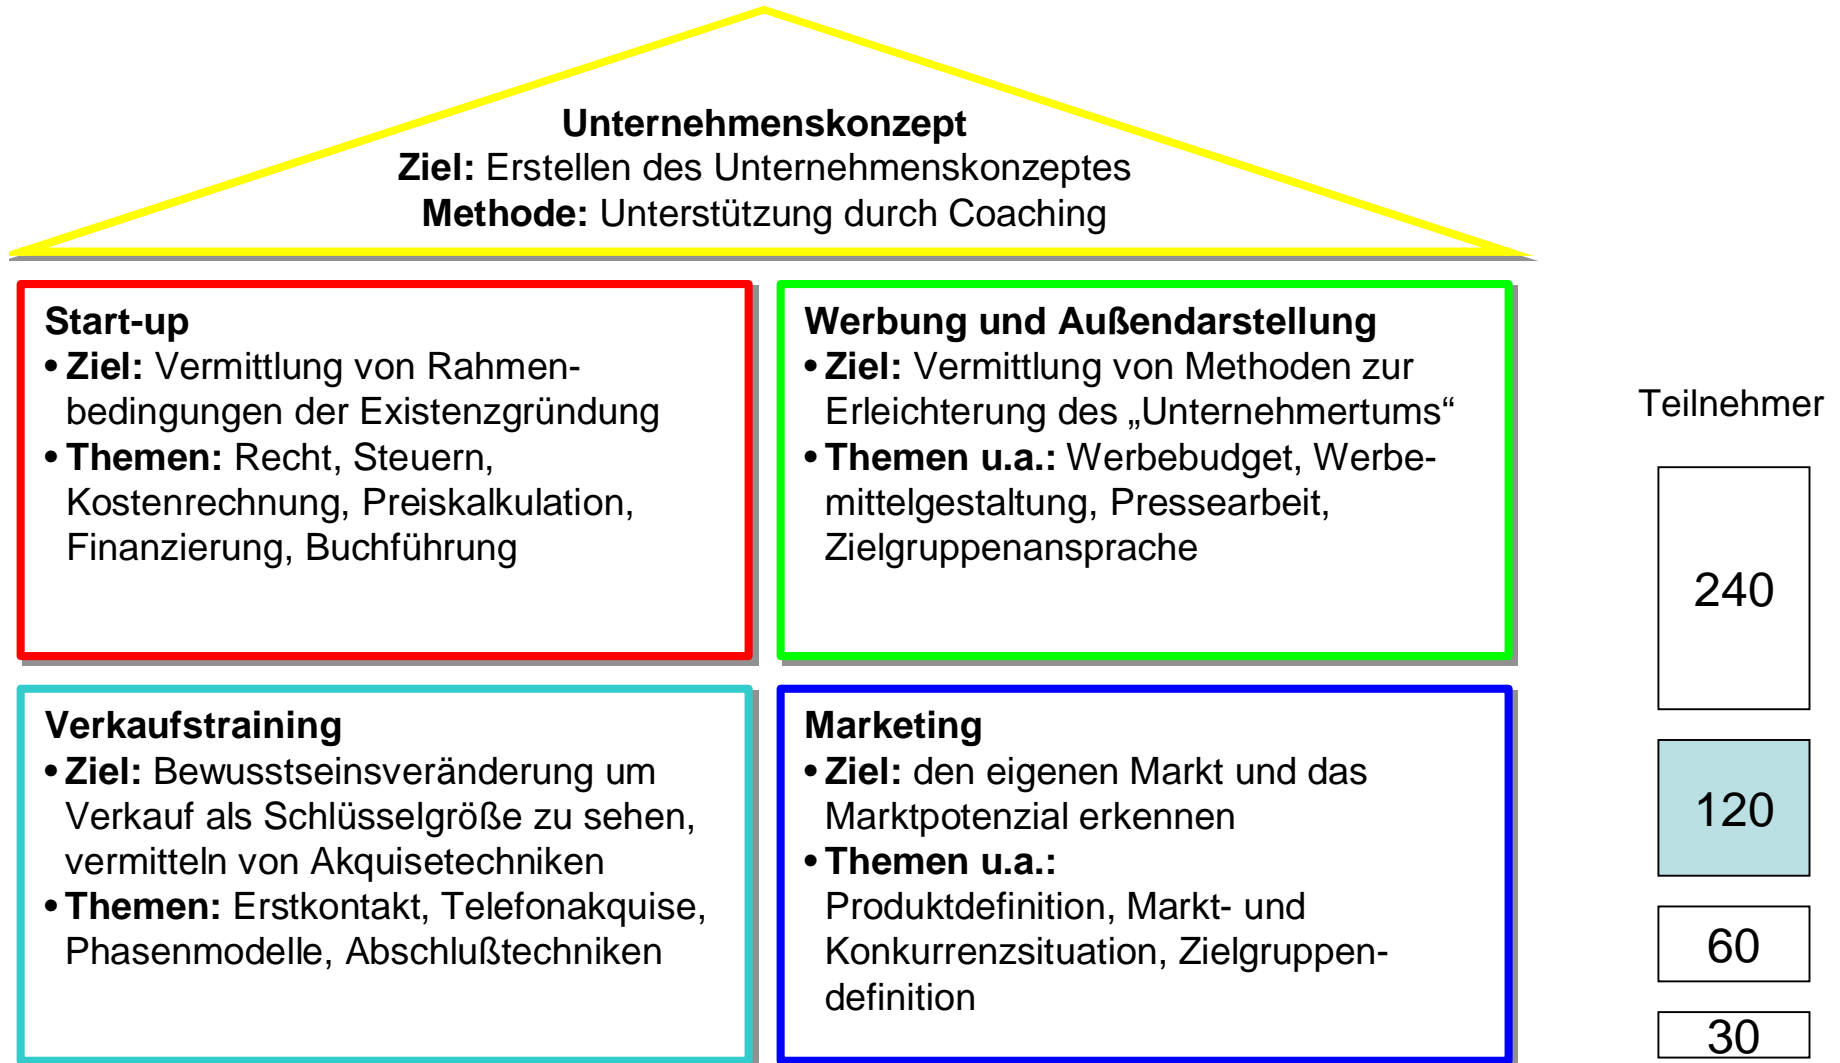 Unternehmenskonzept
Ziel: Erstellen des Unternehmenskonzeptes
Methode: Unterstützung durch Coaching
Start-up
• Ziel: Vermittlung von Rahmen-
bedingungen der Existenzgründung
• Themen: Recht, Steuern,
Kostenrechnung, Preiskalkulation,
Finanzierung, Buchführung
Werbung und Außendarstellung
• Ziel: Vermittlung von Methoden zur
Erleichterung des „Unternehmertums“
• Themen u.a.: Werbebudget, Werbe-
mittelgestaltung, Pressearbeit,
Zielgruppenansprache
Verkaufstraining
• Ziel: Bewusstseinsveränderung um
Verkauf als Schlüsselgröße zu sehen,
vermitteln von Akquisetechniken
• Themen: Erstkontakt, Telefonakquise,
Phasenmodelle, Abschlußtechniken
Marketing
• Ziel: den eigenen Markt und das
Marktpotenzial erkennen
• Themen u.a.:
Produktdefinition, Markt- und
Konkurrenzsituation, Zielgruppen-
definition
Teilnehmer
240
120
60
30